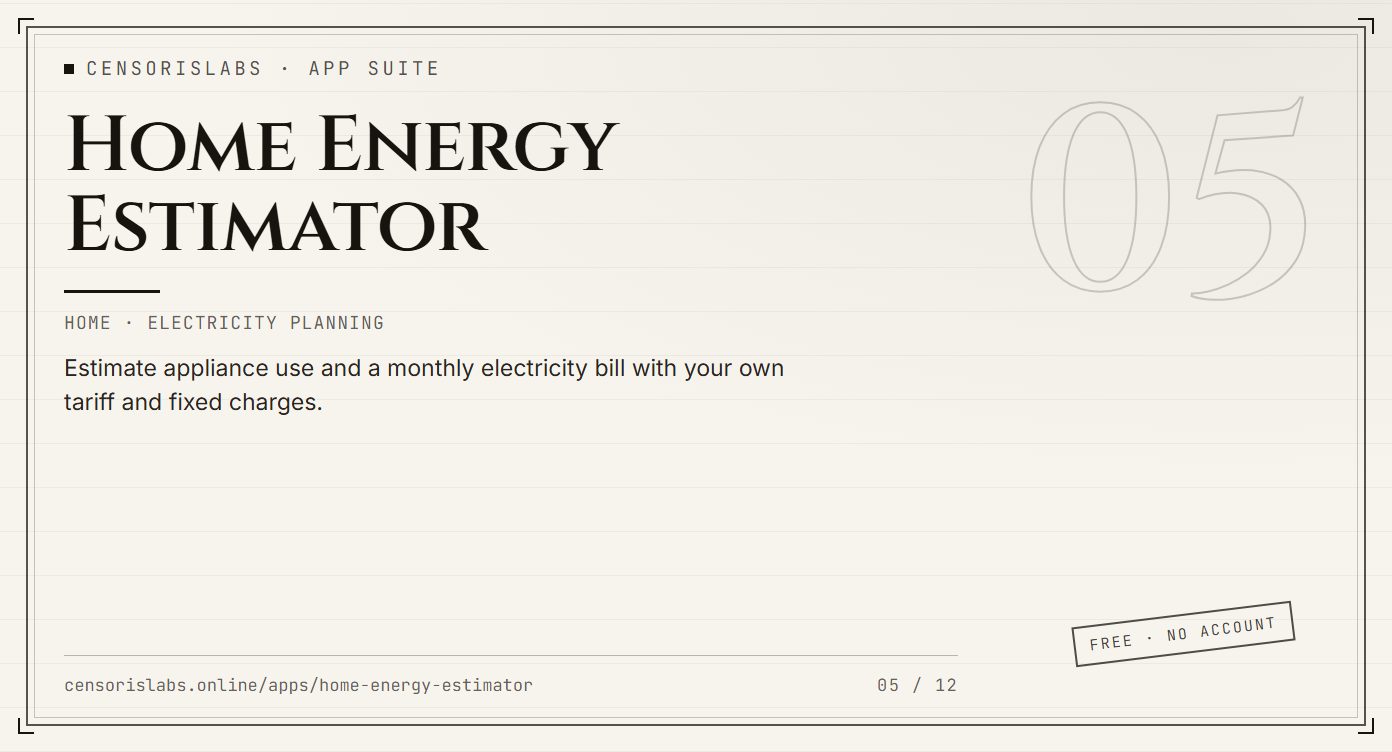 CENSORISLABS · APP SUITE
05
Home Energy
Estimator
HOME · ELECTRICITY PLANNING
Estimate appliance use and a monthly electricity bill with your own
tariff and fixed charges.
FREE · NO ACCOUNT
censorislabs.online/apps/home-energy-estimator
05 / 12